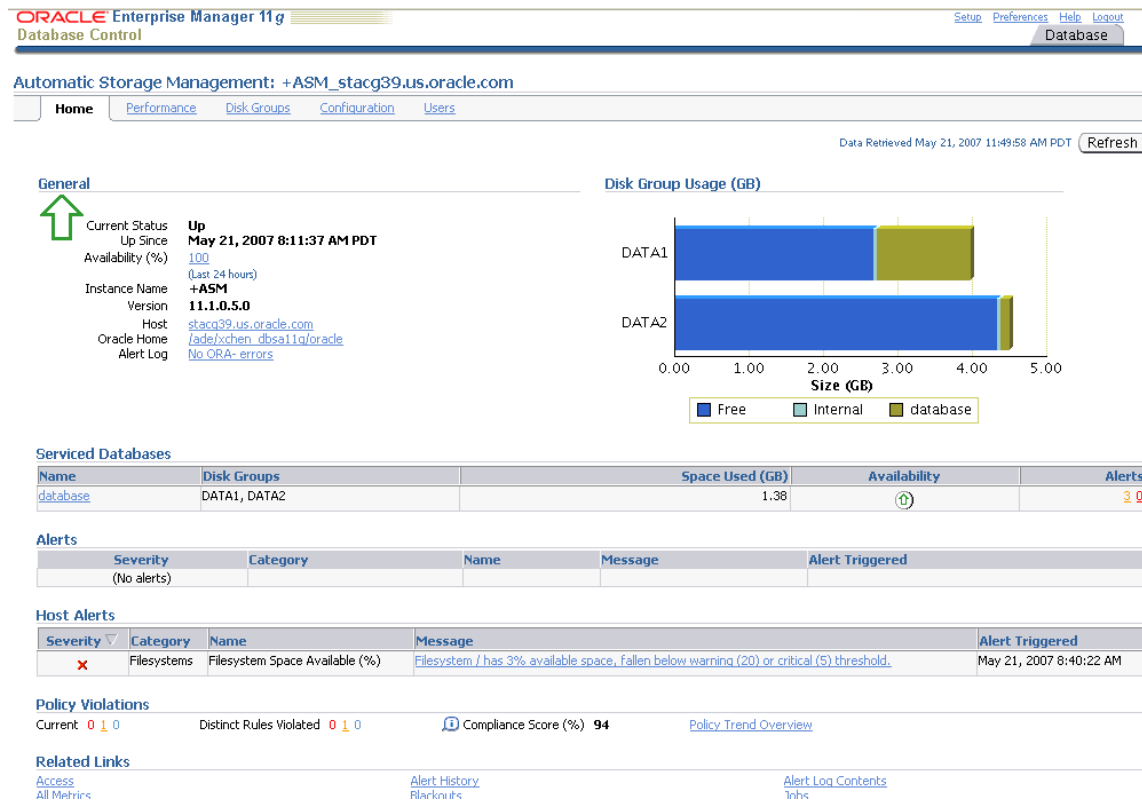 ORACLE Enterprise Manager 11g
Database Control
Setup Preferences Help Logout
Database
Automatic Storage Management: +ASM_stacg39.us.oracle.com
Home Performance Disk Groups Configuration Users
Data Retrieved May 21, 2007 11:49:58 AM PDT Refresh
General
Current Status Up
Up Since May 21, 2007 8:11:37 AM PDT
Availability (%) 100
(Last 24 hours)
Instance Name +ASM
Version 11.1.0.5.0
Host stacg39.us.oracle.com
Oracle Home /ade/xchen_dbsa11g/oracle
Alert Log No ORA- errors
Disk Group Usage (GB)
DATA1
DATA2
0.00 1.00 2.00 3.00 4.00 5.00
Size (GB)
Free Internal database
Serviced Databases
Name Disk Groups Space Used (GB) Availability Alerts
database DATA1, DATA2 1.38 3 0
Alerts
Severity Category Name Message Alert Triggered
(No alerts)
Host Alerts
Severity Category Name Message Alert Triggered
Filesystems Filesystem Space Available (%) Filesystem / has 3% available space, fallen below warning (20) or critical (5) threshold. May 21, 2007 8:40:22 AM
Policy Violations
Current 0 1 0 Distinct Rules Violated 0 1 0 Compliance Score (%) 94 Policy Trend Overview
Related Links
Access Alert History Alert Log Contents
All Metrics Blackouts Jobs